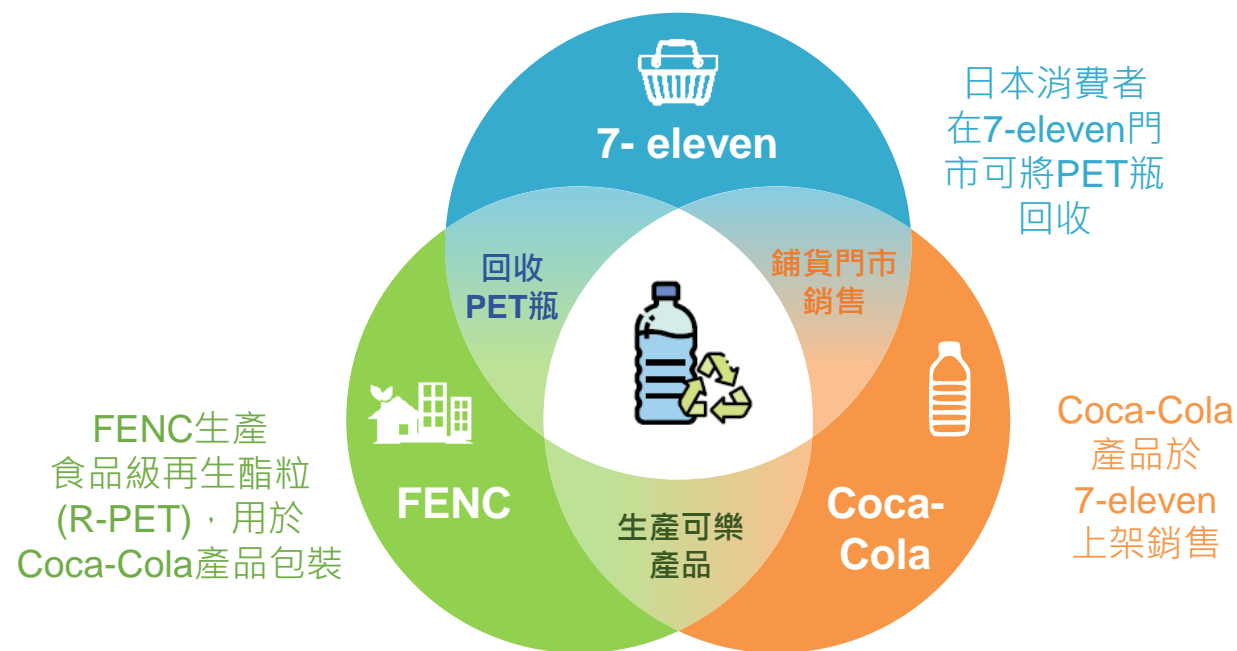 7- eleven
日本消費者
在7-eleven門
市可將PET瓶
回收
回收
PET瓶
鋪貨門市
銷售
FENC生產
食品級再生酯粒
(R-PET)，用於
Coca-Cola產品包裝
FENC
生產可樂
產品
Coca-
Cola
Coca-Cola
產品於
7-eleven
上架銷售